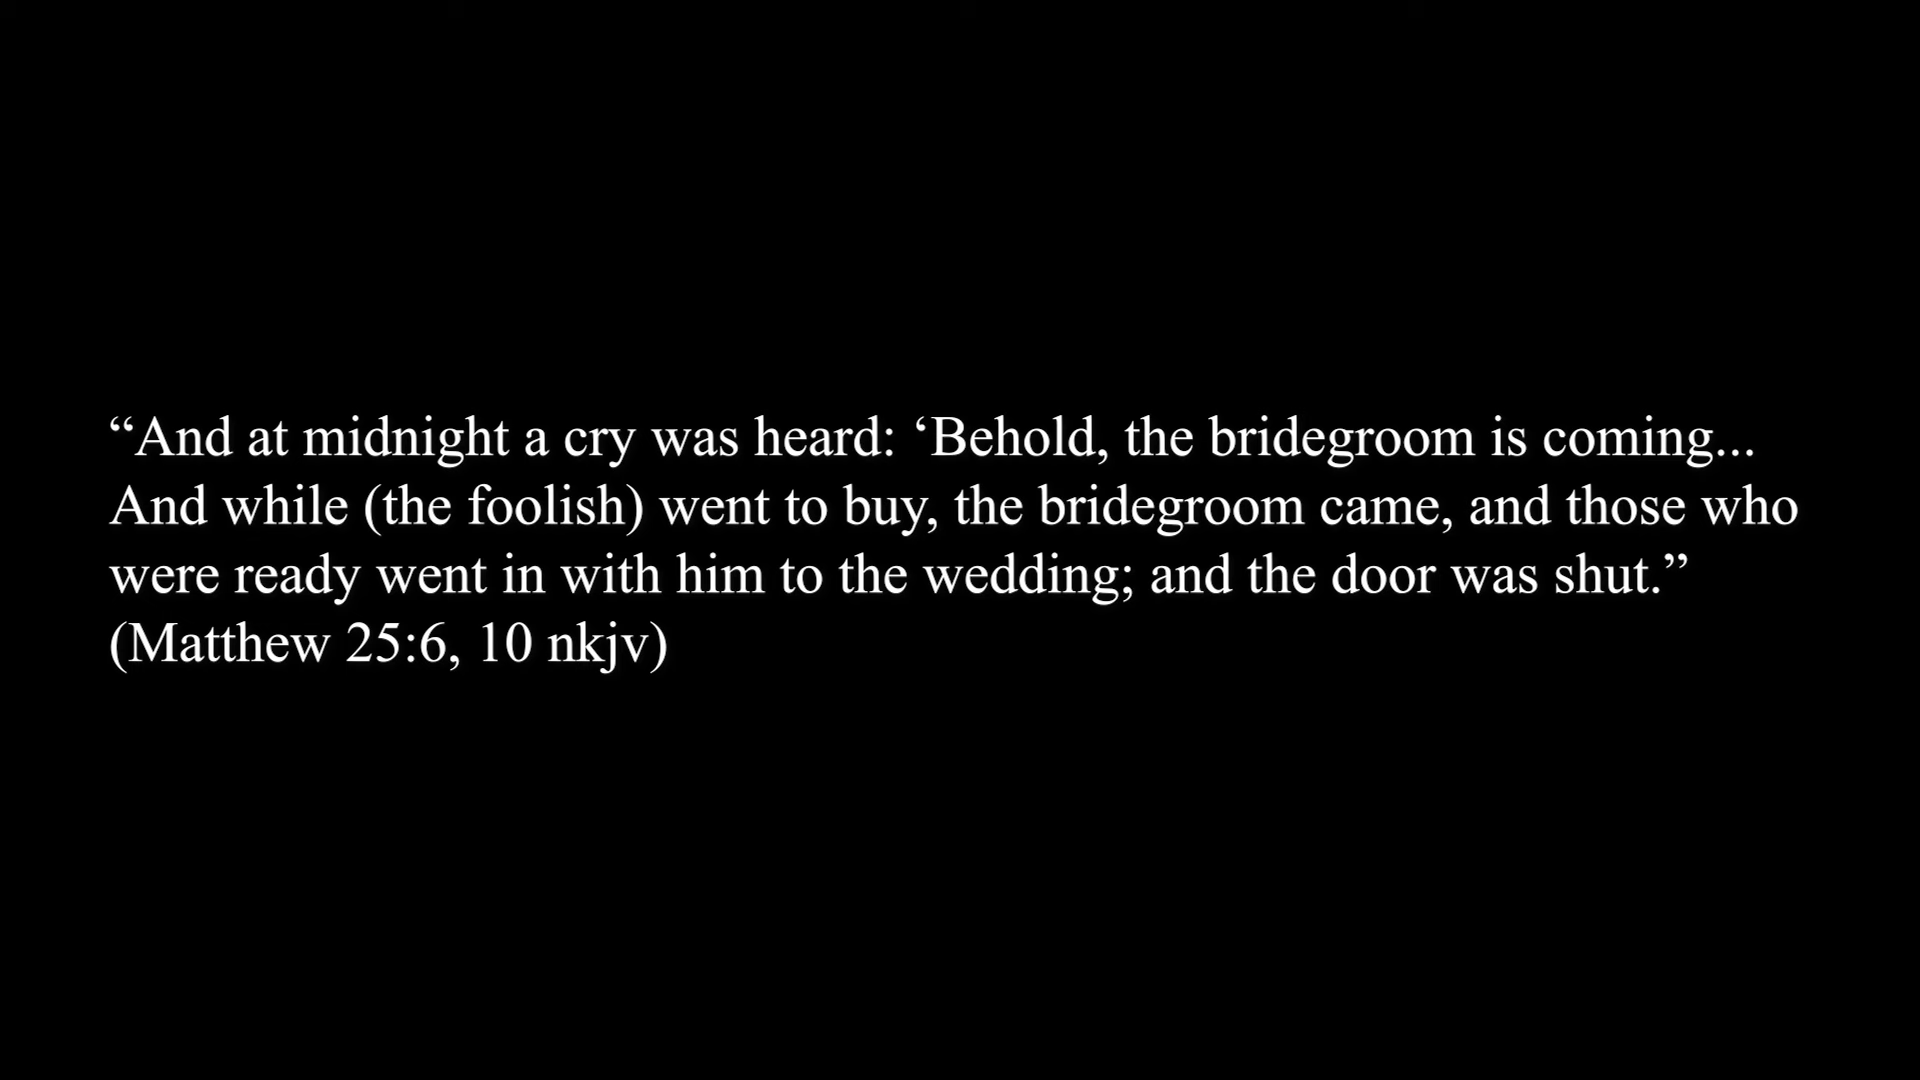 “And at midnight a cry was heard: ‘Behold, the bridegroom is coming...
And while (the foolish) went to buy, the bridegroom came, and those who
were ready went in with him to the wedding; and the door was shut.”
(Matthew 25:6, 10 nkjv)